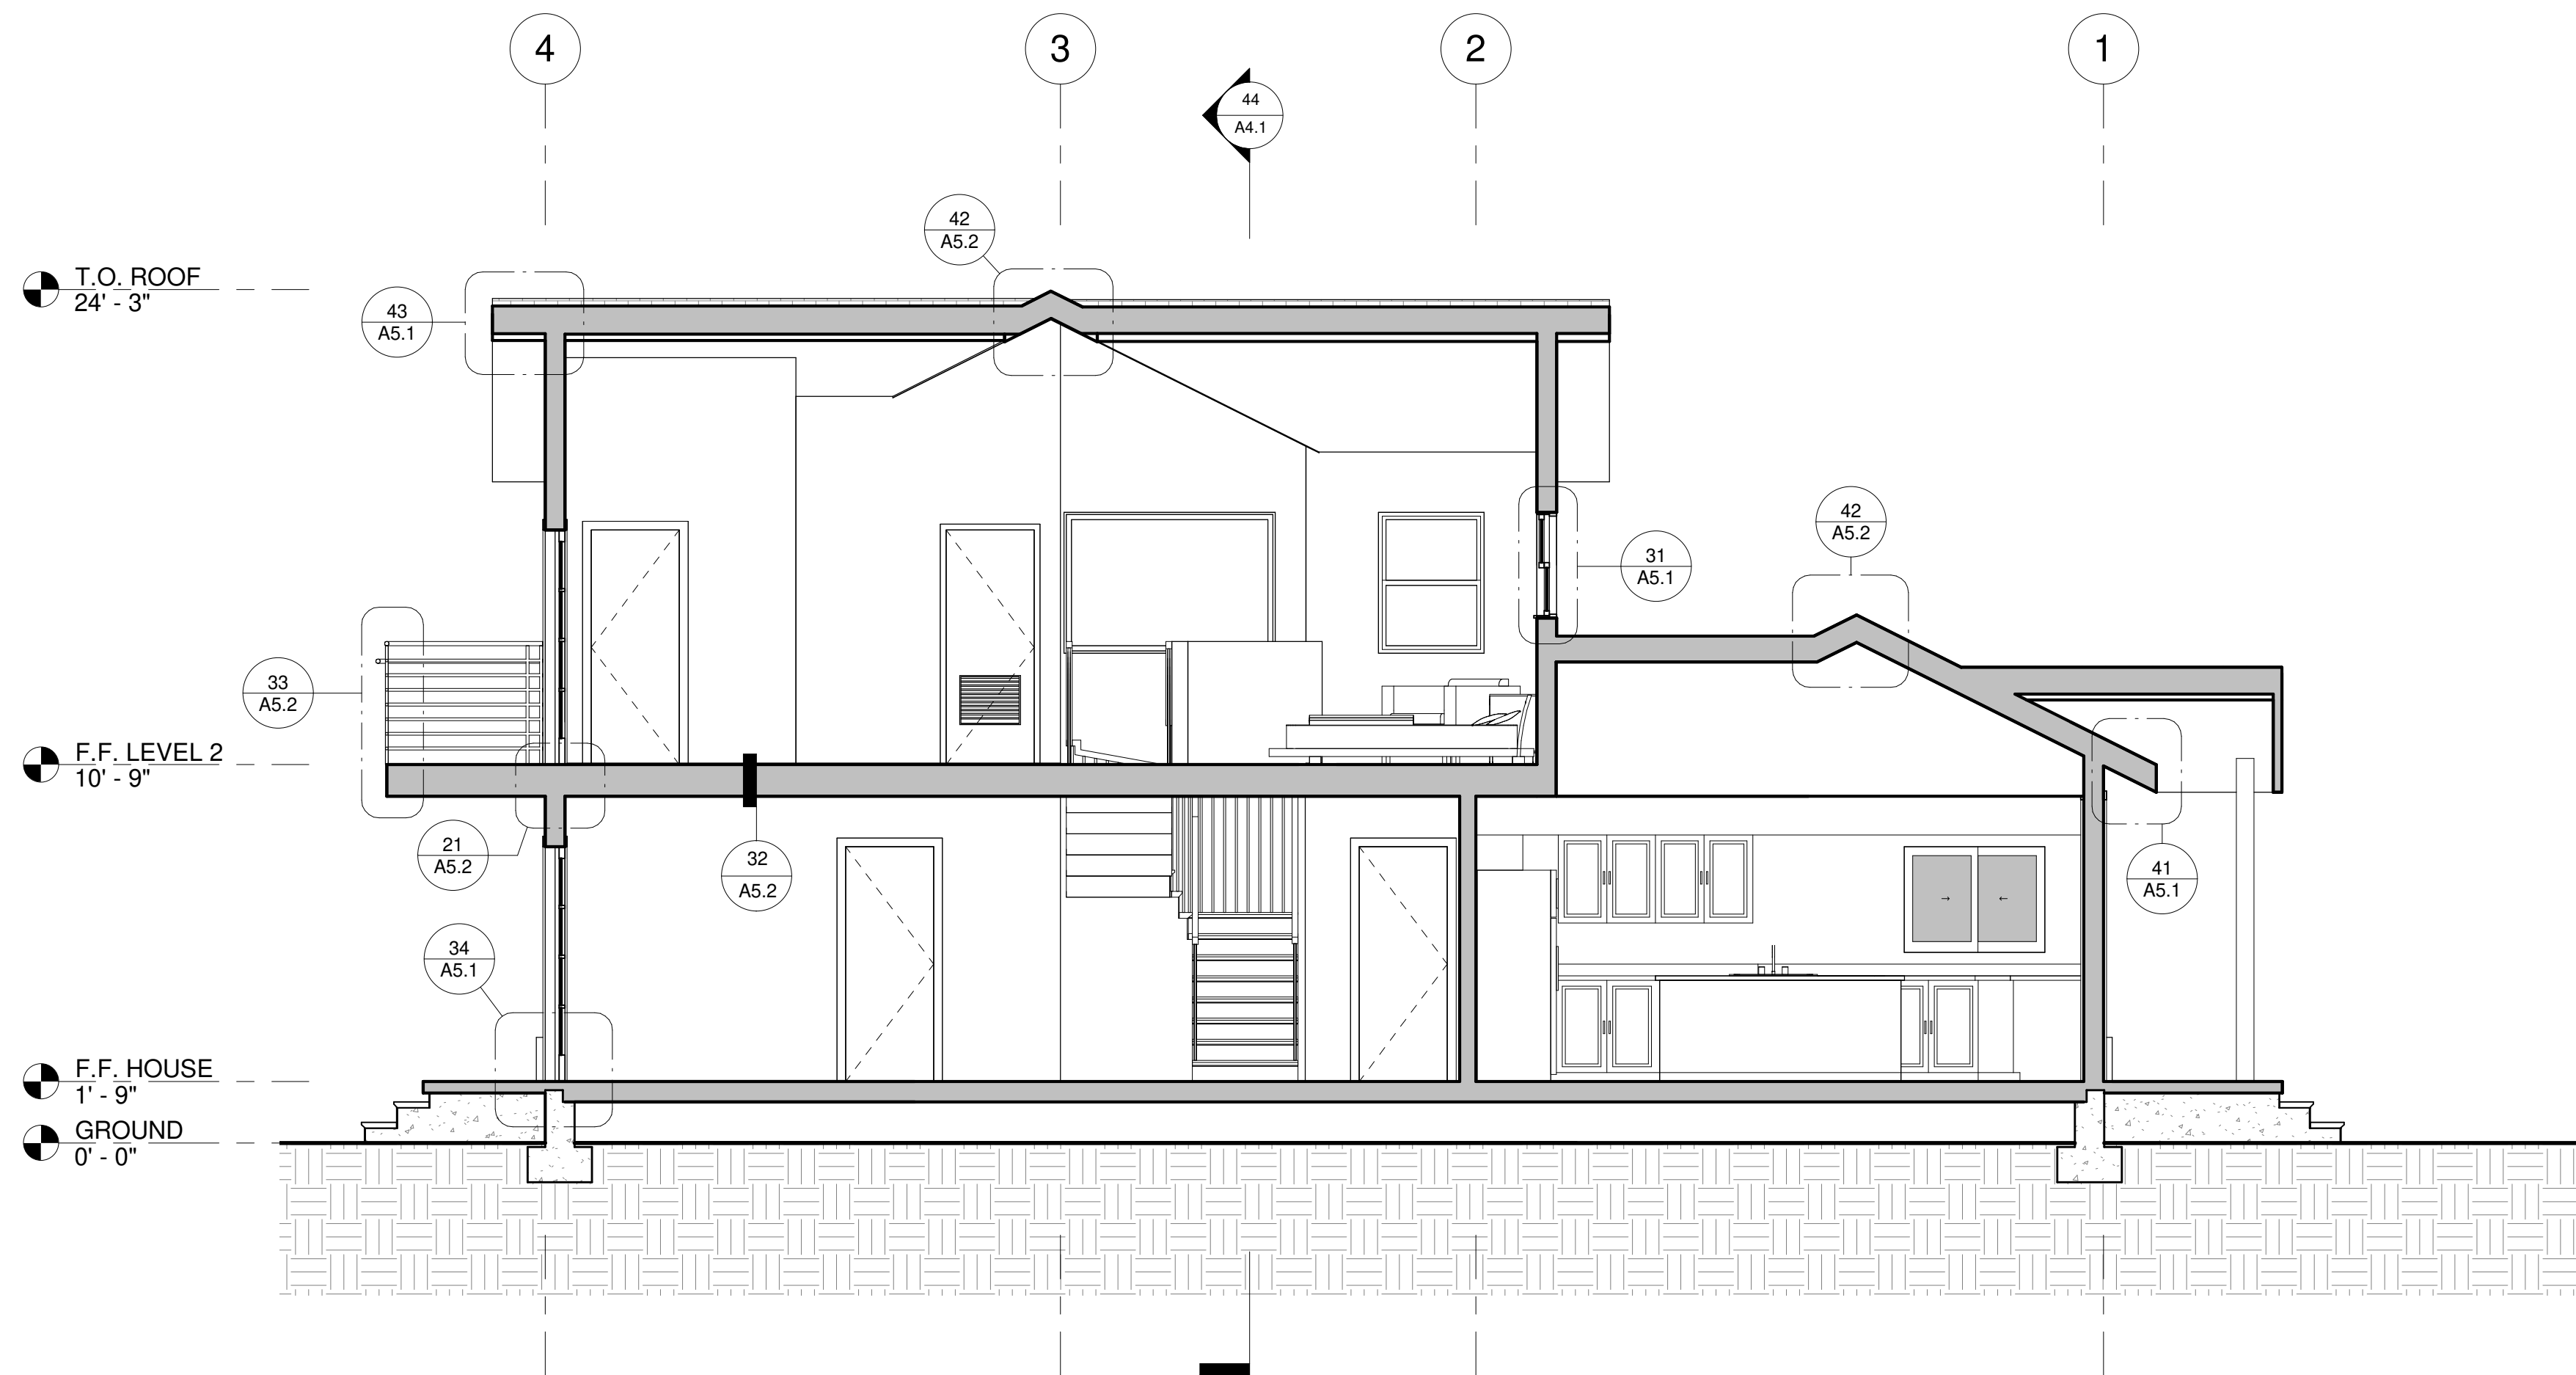 4
3
2
1
44
A4.1
42
A5.2
T.O. ROOF
24' - 3"
43
A5.1
42
A5.2
31
A5.1
33
A5.2
F.F. LEVEL 2
10' - 9"
21
A5.2
32
A5.2
41
A5.1
34
A5.1
F.F. HOUSE
1' - 9"
GROUND
0' - 0"